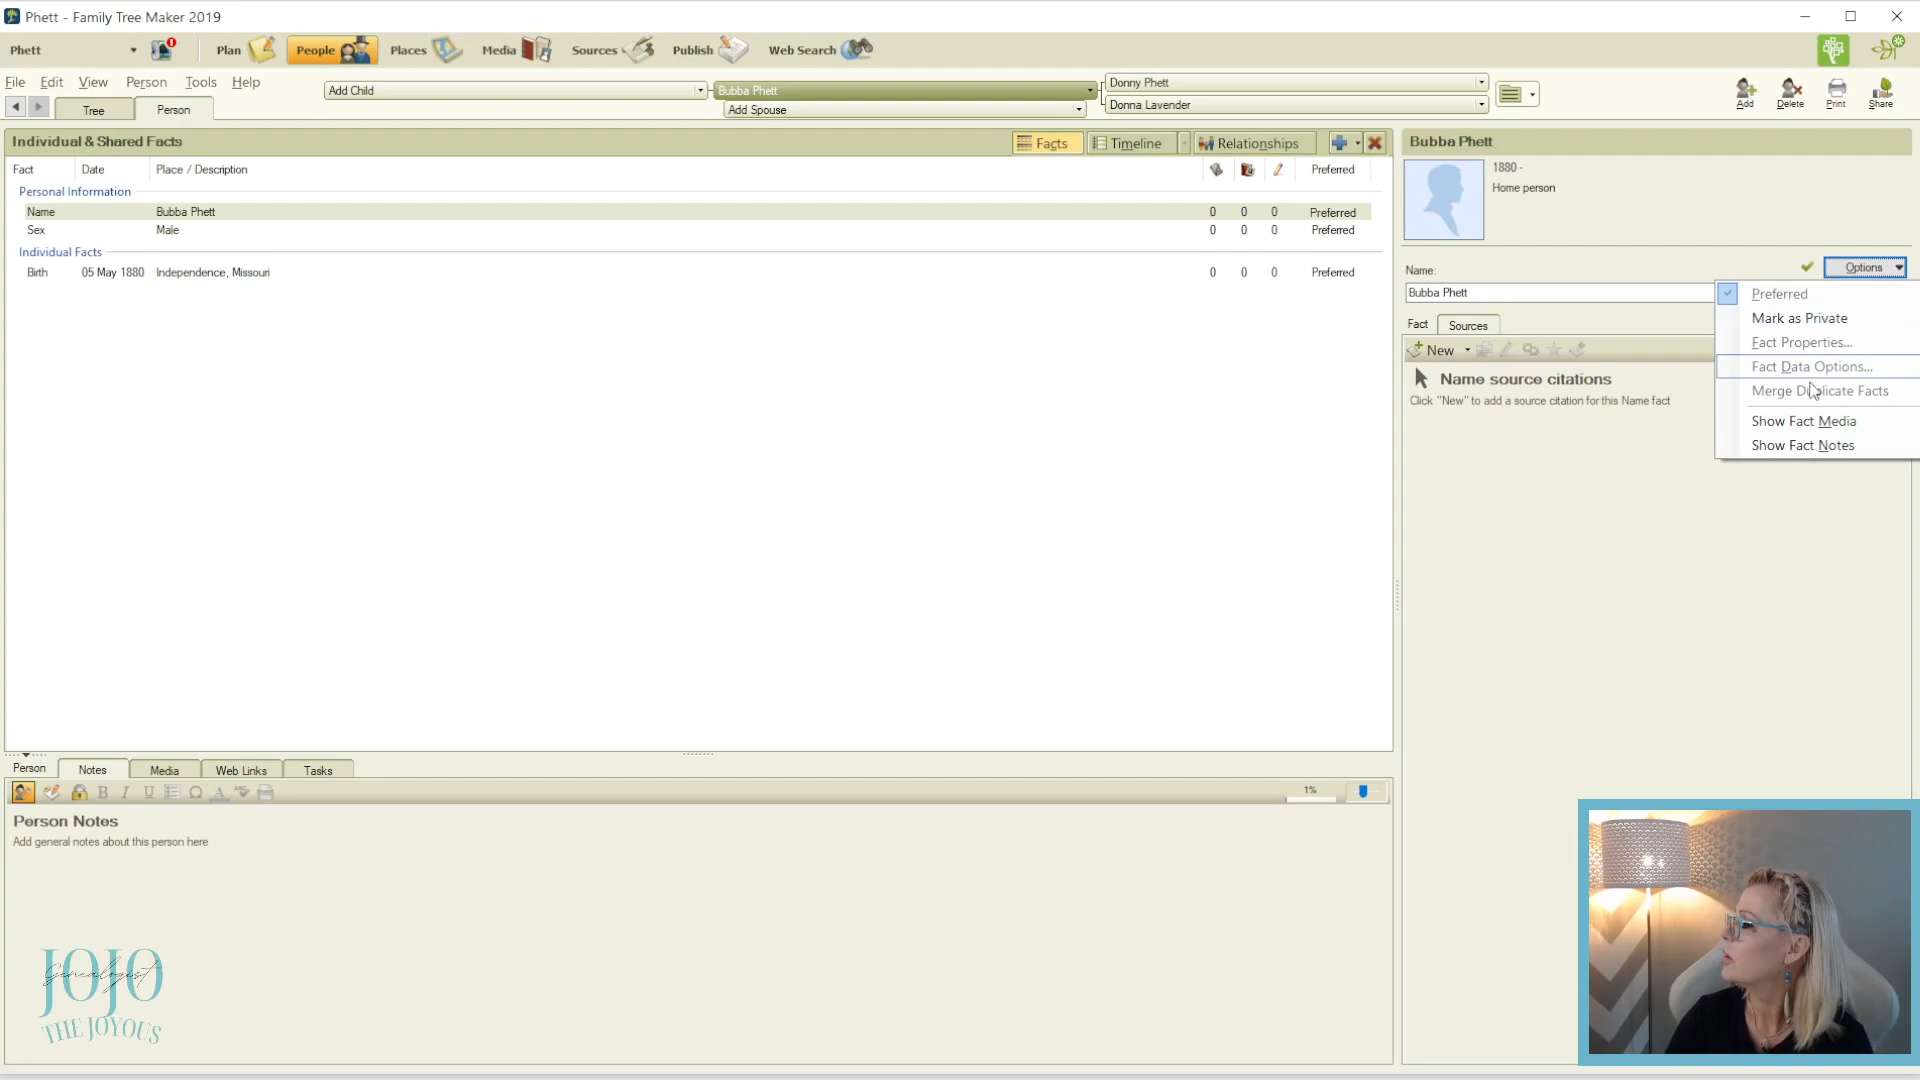 Phett - Family Tree Maker 2019
Phett
Plan
People
Places
Media
Sources
Publish
Web Search
File Edit View Person Tools Help
Add Child
Bubba Phett
Add Spouse
Donny Phett
Donna Lavender
Add
Delete
Print
Share
Tree
Person
Individual & Shared Facts
Facts
Timeline
Relationships
Fact Date Place / Description Preferred
Personal Information
Name Bubba Phett 0 0 0 Preferred
Sex Male 0 0 0 Preferred
Individual Facts
Birth 05 May 1880 Independence, Missouri 0 0 0 Preferred
Bubba Phett
1880 -
Home person
Name:
Options
Bubba Phett
Preferred
Mark as Private
Fact Properties...
Fact Data Options...
Merge Duplicate Facts
Show Fact Media
Show Fact Notes
Fact
Sources
New
Name source citations
Click "New" to add a source citation for this Name fact
Person
Notes
Media
Web Links
Tasks
B I U Ω A ABC
1%
Person Notes
Add general notes about this person here
JOJO
Genealogist
THE JOYOUS